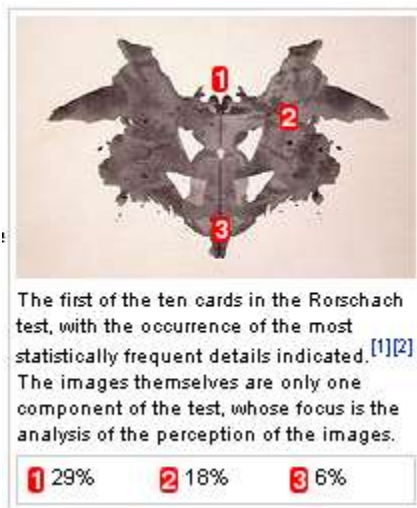 1
2
3
The first of the ten cards in the Rorschach
test, with the occurrence of the most
statistically frequent details indicated.[1][2]
The images themselves are only one
component of the test, whose focus is the
analysis of the perception of the images.
1 29% 2 18% 3 6%